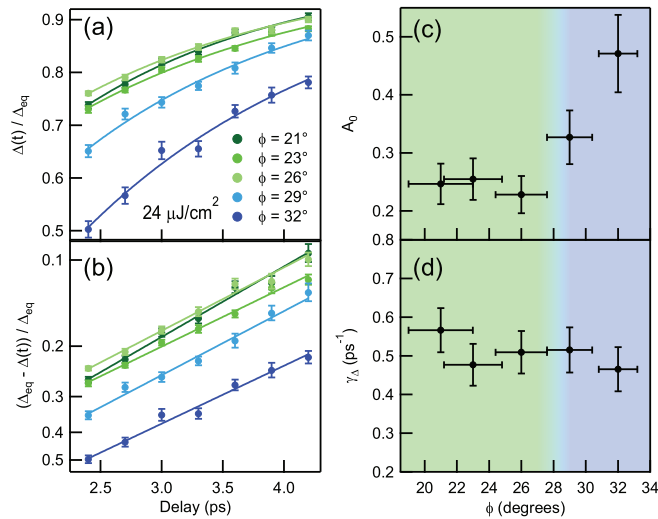 (a)
0.9
0.8
0.7
0.6
0.5
Δ(t) / Δeq
ϕ = 21°
ϕ = 23°
ϕ = 26°
ϕ = 29°
ϕ = 32°
24 μJ/cm²
(b)
0.1
0.2
0.3
0.4
0.5
(Δeq - Δ(t)) / Δeq
2.5 3.0 3.5 4.0
Delay (ps)
(c)
0.5
0.4
0.3
0.2
A₀
(d)
0.8
0.7
0.6
0.5
0.4
0.3
0.2
γΔ (ps⁻¹)
20 22 24 26 28 30 32 34
ϕ (degrees)